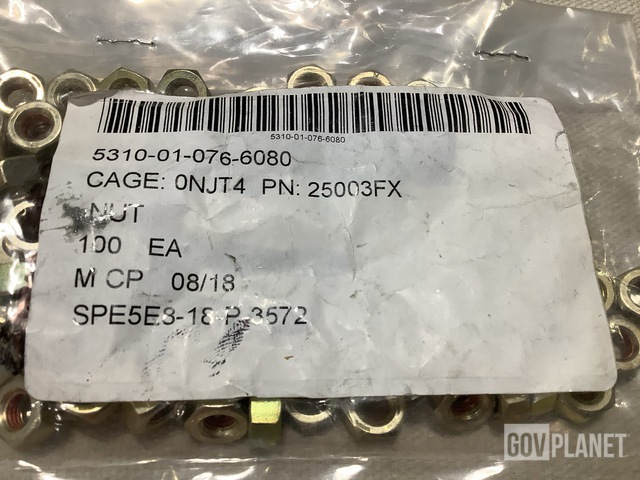 5310-01-076-6080
5310-01-076-6080
CAGE: 0NJT4 PN: 25003FX
NUT
100 EA
M CP 08/18
SPE5E8-18-P-3572
GOVPLANET